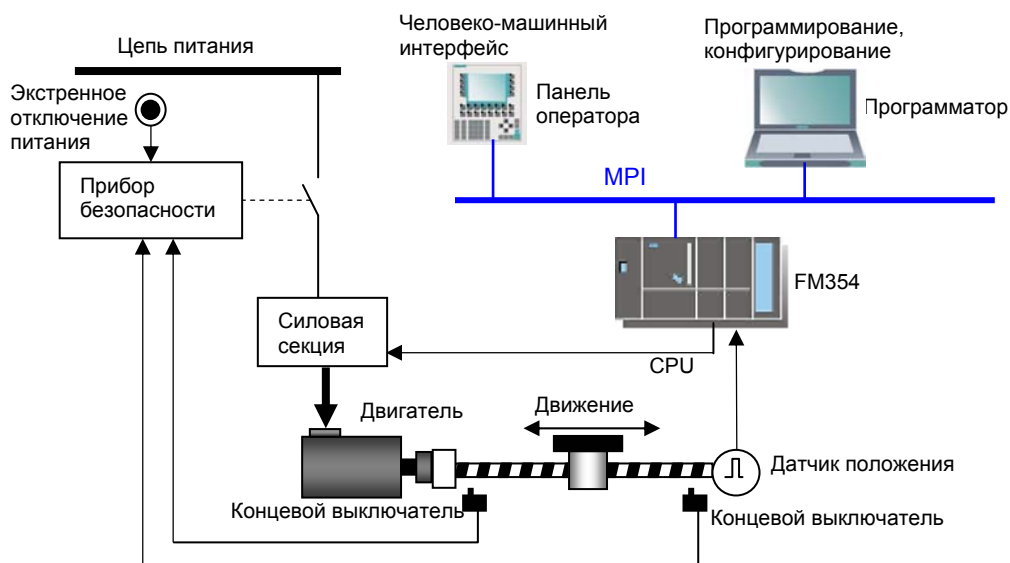 Цепь питания
Человеко-машинный
интерфейс
Программирование,
конфигурирование
Экстренное
отключение
питания
Панель
оператора
Программатор
Прибор
безопасности
MPI
FM354
Силовая
секция
CPU
Двигатель
Движение
Датчик положения
Концевой выключатель
Концевой выключатель